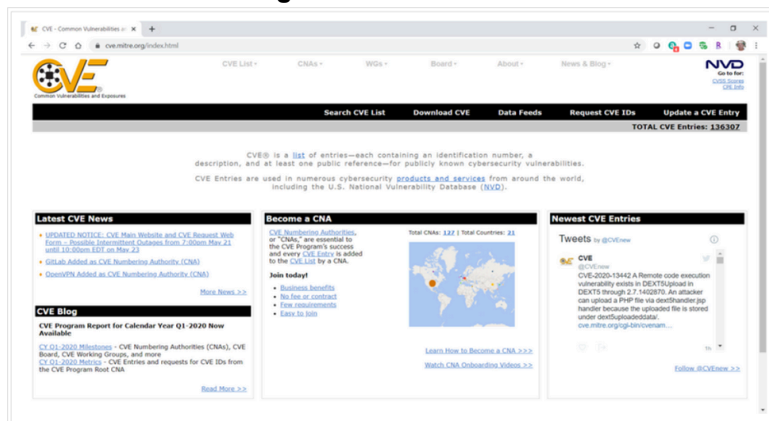 CVE - Common Vulnerabilities an
cve.mitre.org/index.html
CVE
Common Vulnerabilities and Exposures
CVE List
CNAs
WGs
Board
About
News & Blog
NVD
Go to for:
CVSS Scores
CPE Info
Search CVE List
Download CVE
Data Feeds
Request CVE IDs
Update a CVE Entry
TOTAL CVE Entries: 136307
CVE® is a list of entries—each containing an identification number, a
description, and at least one public reference—for publicly known cybersecurity vulnerabilities.
CVE Entries are used in numerous cybersecurity products and services from around the world,
including the U.S. National Vulnerability Database (NVD).
Latest CVE News
UPDATED NOTICE: CVE Main Website and CVE Request Web
Form – Possible Intermittent Outages from 7:00pm May 21
until 10:00pm EDT on May 23
GitLab Added as CVE Numbering Authority (CNA)
OpenVPN Added as CVE Numbering Authority (CNA)
More News >>
CVE Blog
CVE Program Report for Calendar Year Q1-2020 Now
Available
CY Q1-2020 Milestones - CVE Numbering Authorities (CNAs), CVE
Board, CVE Working Groups, and more
CY Q1-2020 Metrics - CVE Entries and requests for CVE IDs from
the CVE Program Root CNA
Read More >>
Become a CNA
CVE Numbering Authorities,
or "CNAs," are essential to
the CVE Program's success
and every CVE Entry is added
to the CVE List by a CNA.
Join today!
Business benefits
No fee or contract
Few requirements
Easy to join
Total CNAs: 127 | Total Countries: 21
Learn How to Become a CNA >>>
Watch CNA Onboarding Videos >>
Newest CVE Entries
Tweets by @CVEnew
CVE
@CVEnew
CVE-2020-13442 A Remote code execution
vulnerability exists in DEXT5Upload in
DEXT5 through 2.7.1402870. An attacker
can upload a PHP file via dext5handler.jsp
handler because the uploaded file is stored
under dext5uploadeddata/.
cve.mitre.org/cgi-bin/cvenam…
1h
Follow @CVEnew >>